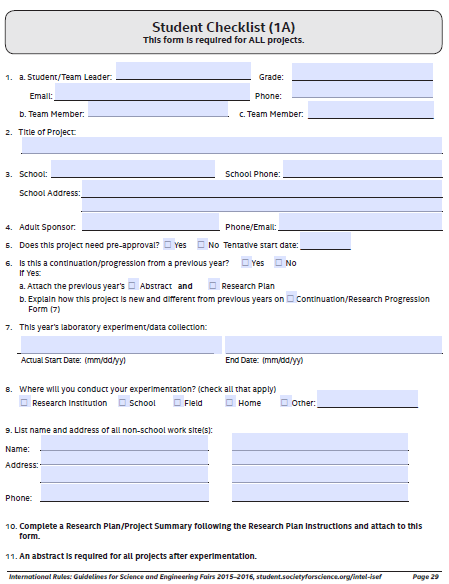 Student Checklist (1A)
This form is required for ALL projects.
1. a. Student/Team Leader: Grade:
Email: Phone:
b. Team Member: c. Team Member:
2. Title of Project:
3. School: School Phone:
School Address:
4. Adult Sponsor: Phone/Email:
5. Does this project need pre-approval? ☐ Yes ☐ No Tentative start date:
6. Is this a continuation/progression from a previous year? ☐ Yes ☐ No
If Yes:
a. Attach the previous year's ☐ Abstract and ☐ Research Plan
b. Explain how this project is new and different from previous years on ☐ Continuation/Research Progression
Form (7)
7. This year's laboratory experiment/data collection:
Actual Start Date: (mm/dd/yy) End Date: (mm/dd/yy)
8. Where will you conduct your experimentation? (check all that apply)
☐ Research Institution ☐ School ☐ Field ☐ Home ☐ Other:
9. List name and address of all non-school work site(s):
Name:
Address:
Phone:
10. Complete a Research Plan/Project Summary following the Research Plan instructions and attach to this
form.
11. An abstract is required for all projects after experimentation.
International Rules: Guidelines for Science and Engineering Fairs 2015–2016, student.societyforscience.org/intel-isef Page 29